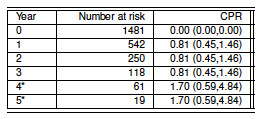 Year Number at risk CPR
0 1481 0.00 (0.00,0.00)
1 542 0.81 (0.45,1.46)
2 250 0.81 (0.45,1.46)
3 118 0.81 (0.45,1.46)
4* 61 1.70 (0.59,4.84)
5* 19 1.70 (0.59,4.84)